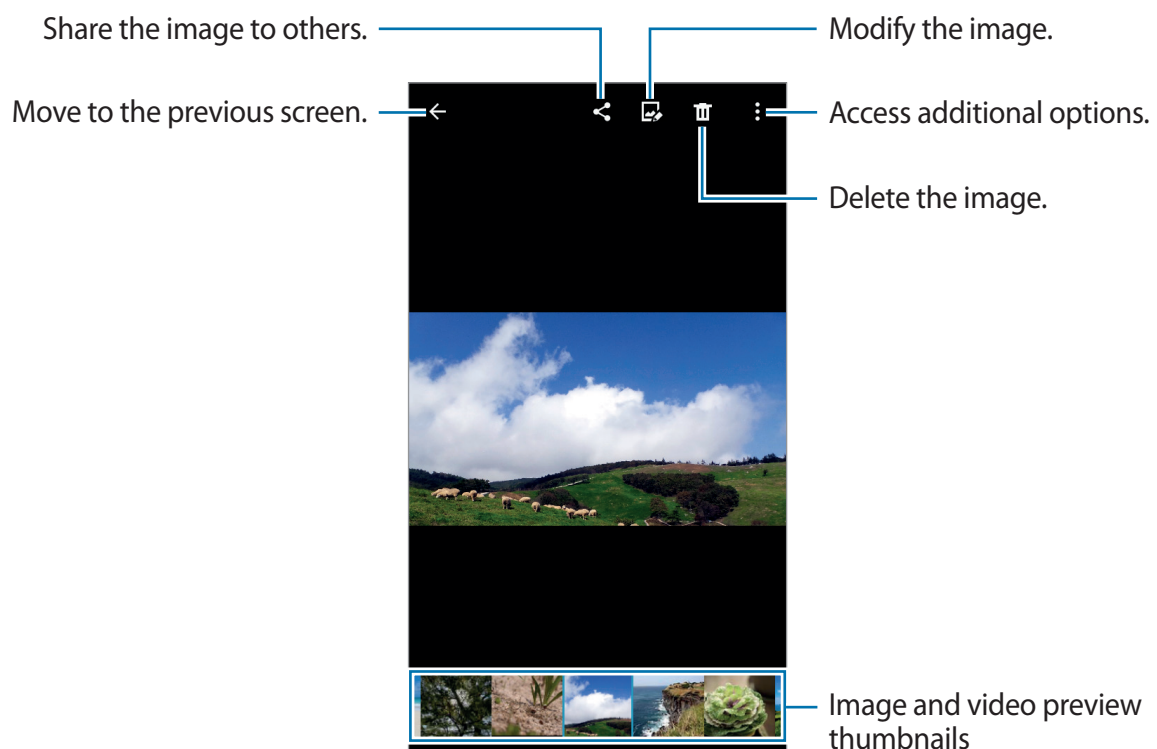 Share the image to others.
Modify the image.
Move to the previous screen.
Access additional options.
Delete the image.
Image and video preview
thumbnails